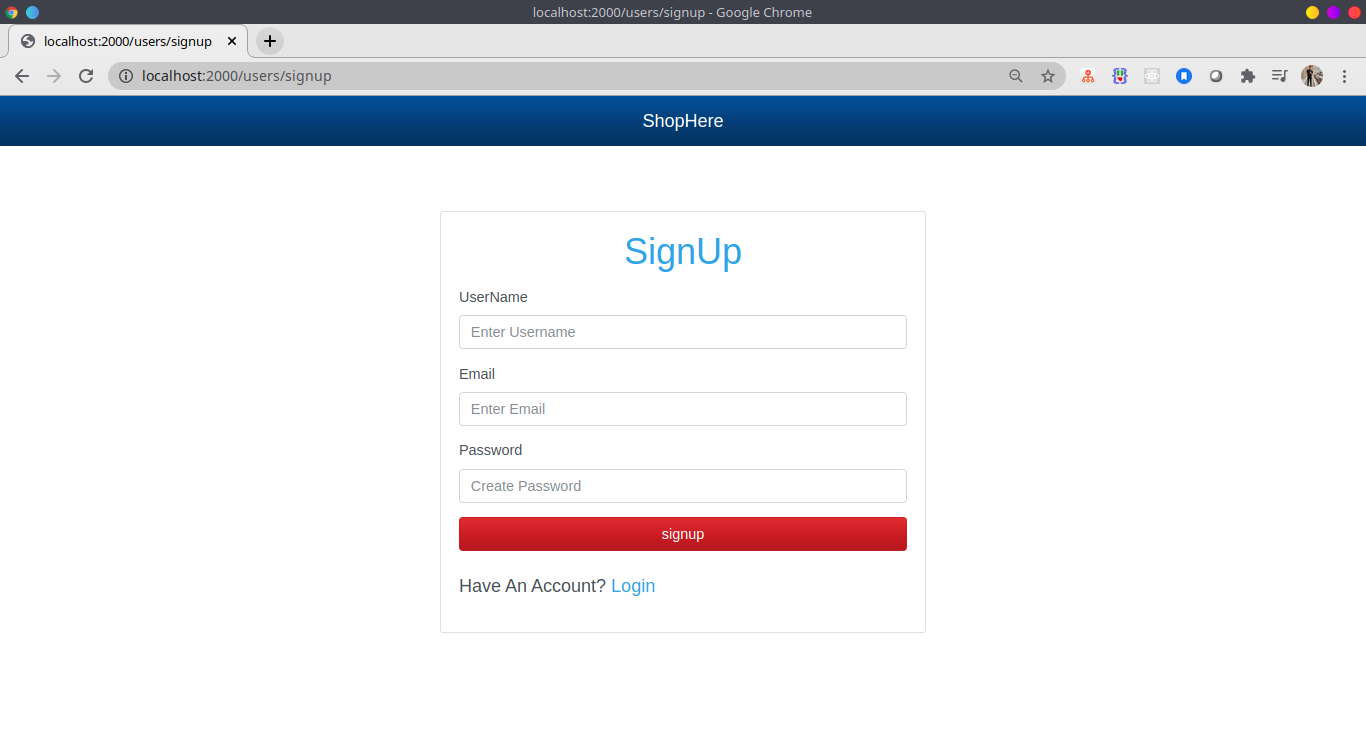 localhost:2000/users/signup - Google Chrome
localhost:2000/users/signup
localhost:2000/users/signup
ShopHere
SignUp
UserName
Enter Username
Email
Enter Email
Password
Create Password
signup
Have An Account? Login